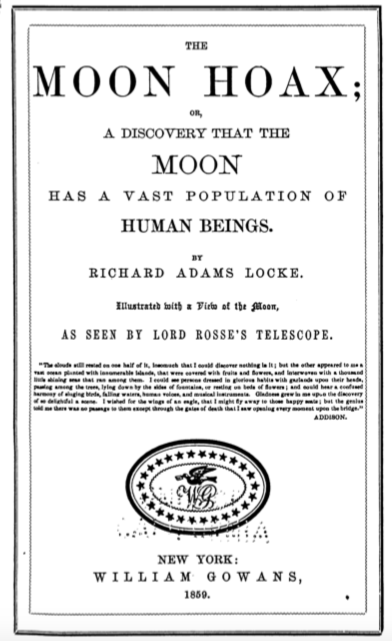 THE
MOON HOAX;
OR,
A DISCOVERY THAT THE
MOON
HAS A VAST POPULATION OF
HUMAN BEINGS.
BY
RICHARD ADAMS LOCKE.
Illustrated with a View of the Moon,
AS SEEN BY LORD ROSSE'S TELESCOPE.
"The clouds still rested on one half of it, insomuch that I could discover nothing in it; but the other appeared to me a
vast ocean planted with innumerable islands, that were covered with fruits and flowers, and interwoven with a thousand
little shining seas that ran among them. I could see persons dressed in glorious habits with garlands upon their heads,
passing among the trees, lying down by the sides of fountains, or resting on beds of flowers; and could hear a confused
harmony of singing birds, falling waters, human voices, and musical instruments. Gladness grew in me upon the discovery
of so delightful a scene. I wished for the wings of an eagle, that I might fly away to those happy seats; but the genius
told me there was no passage to them except through the gates of death that I saw opening every moment upon the bridge."
ADDISON.
WG
NEW YORK:
WILLIAM GOWANS,
1859.